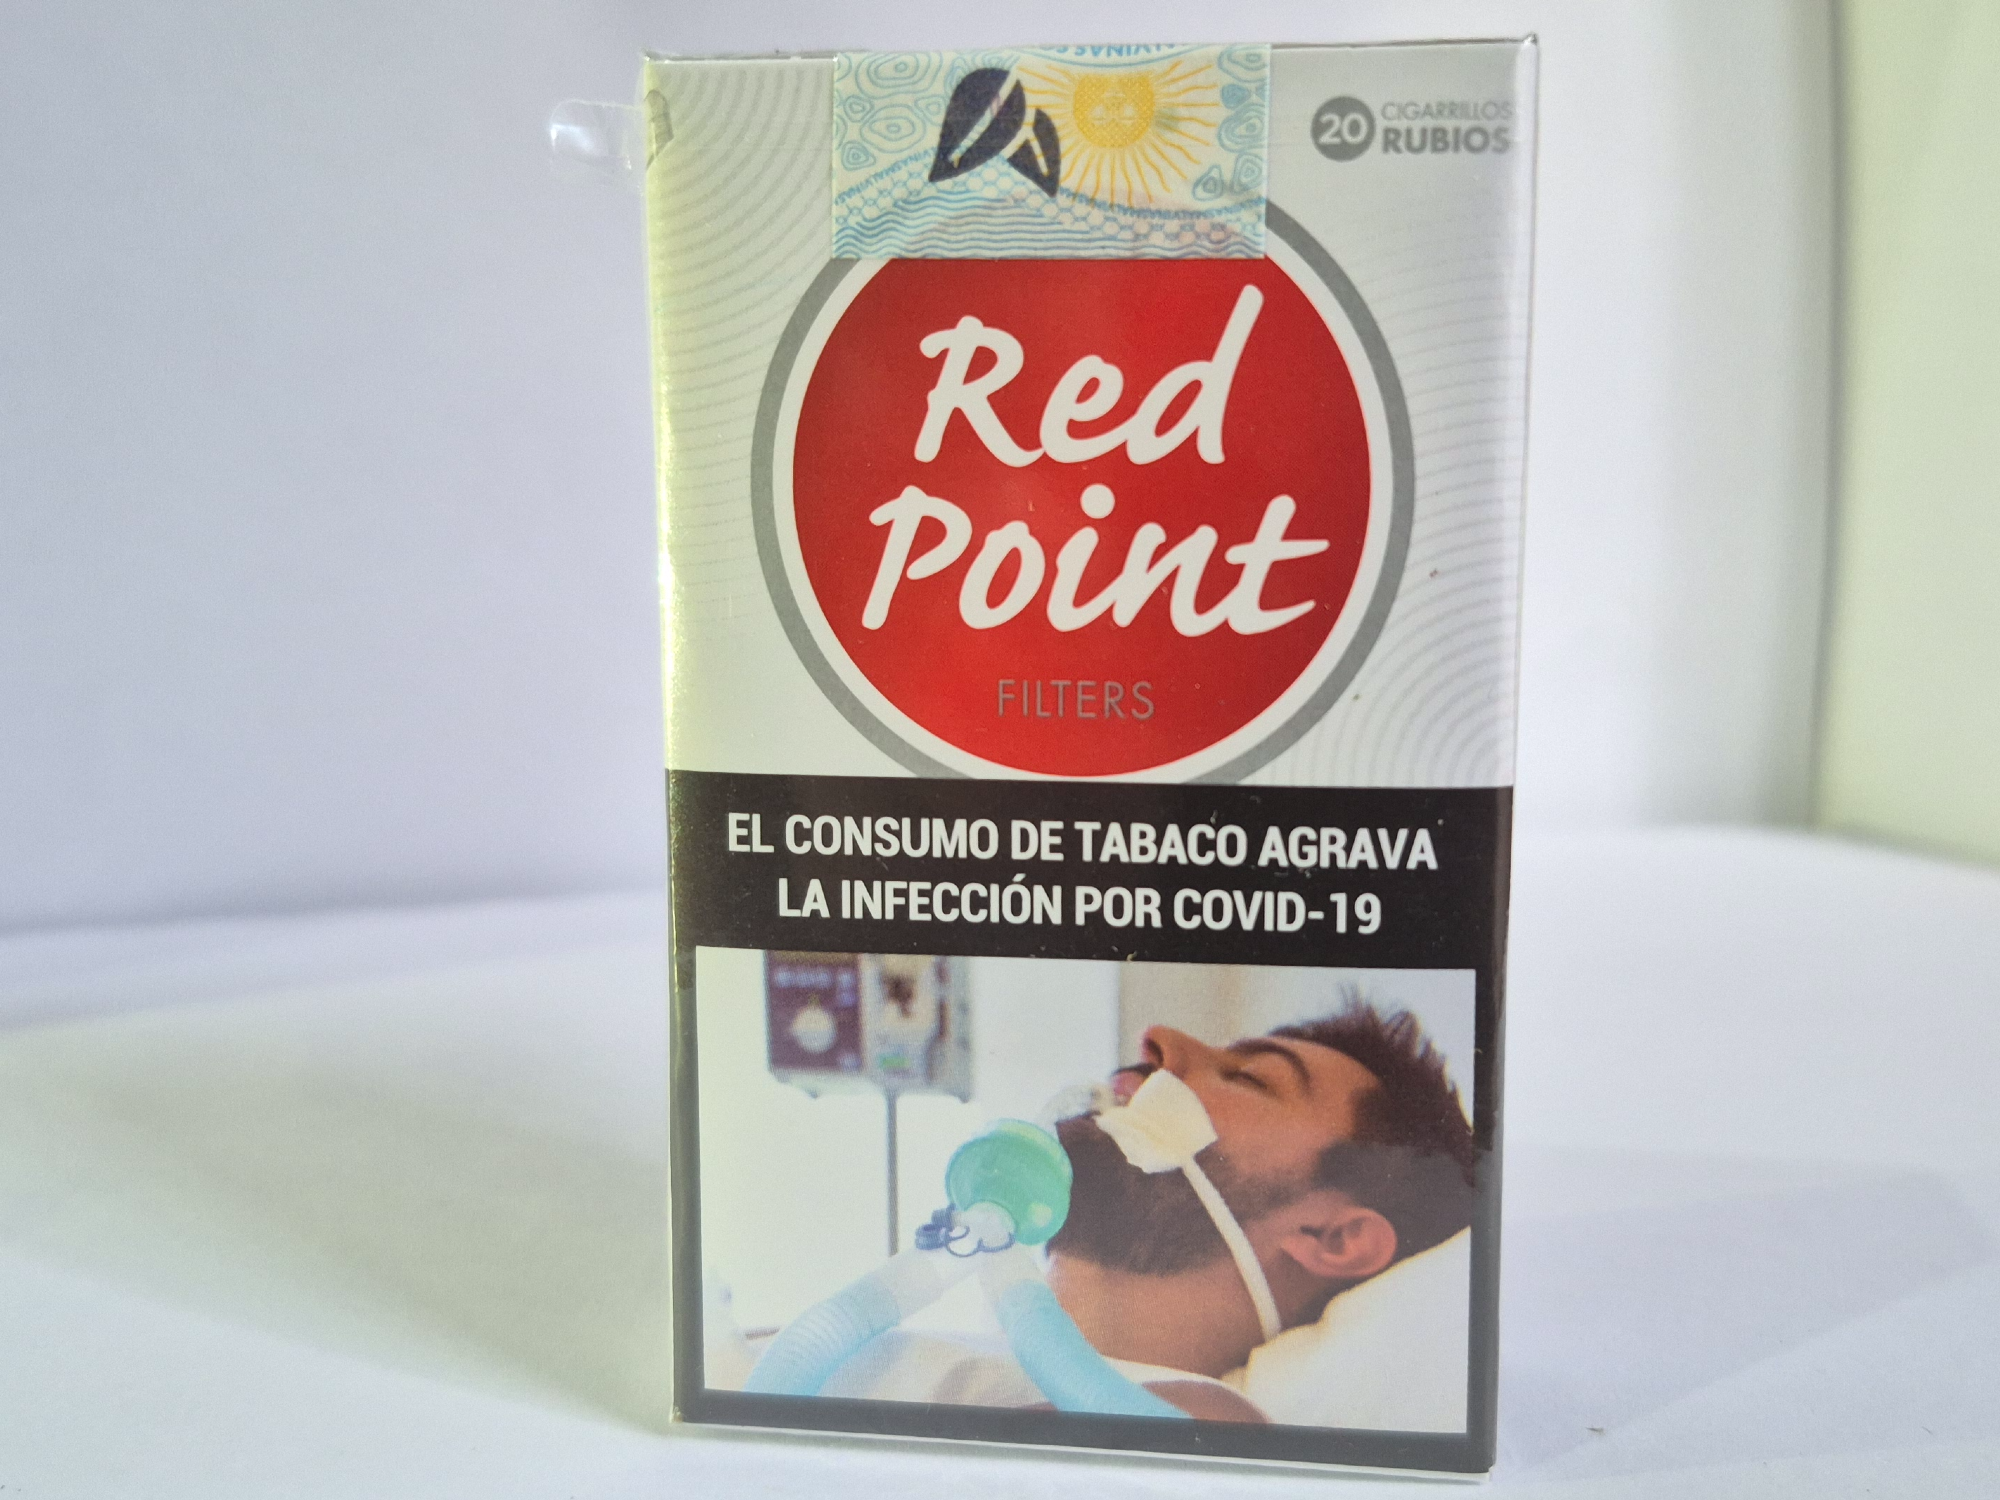 20 CIGARRILLOS
RUBIOS
Red
Point
FILTERS
EL CONSUMO DE TABACO AGRAVA
LA INFECCIÓN POR COVID-19